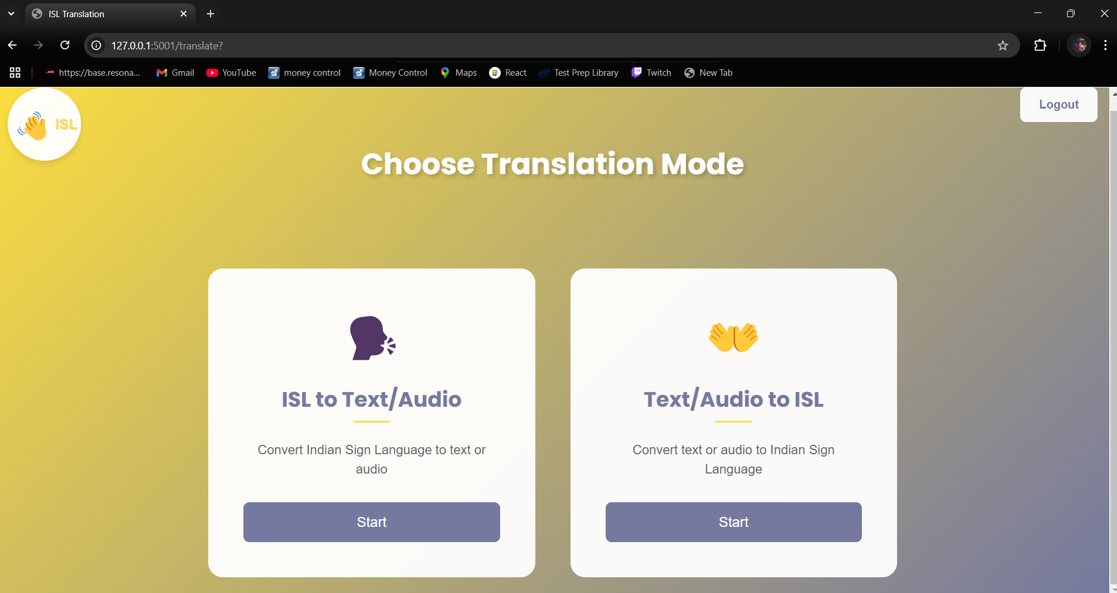 ISL Translation
127.0.0.1:5001/translate?
https://base.resona... Gmail YouTube money control Money Control Maps React Test Prep Library Twitch New Tab
ISL
Logout
Choose Translation Mode
ISL to Text/Audio
Convert Indian Sign Language to text or
audio
Start
Text/Audio to ISL
Convert text or audio to Indian Sign
Language
Start